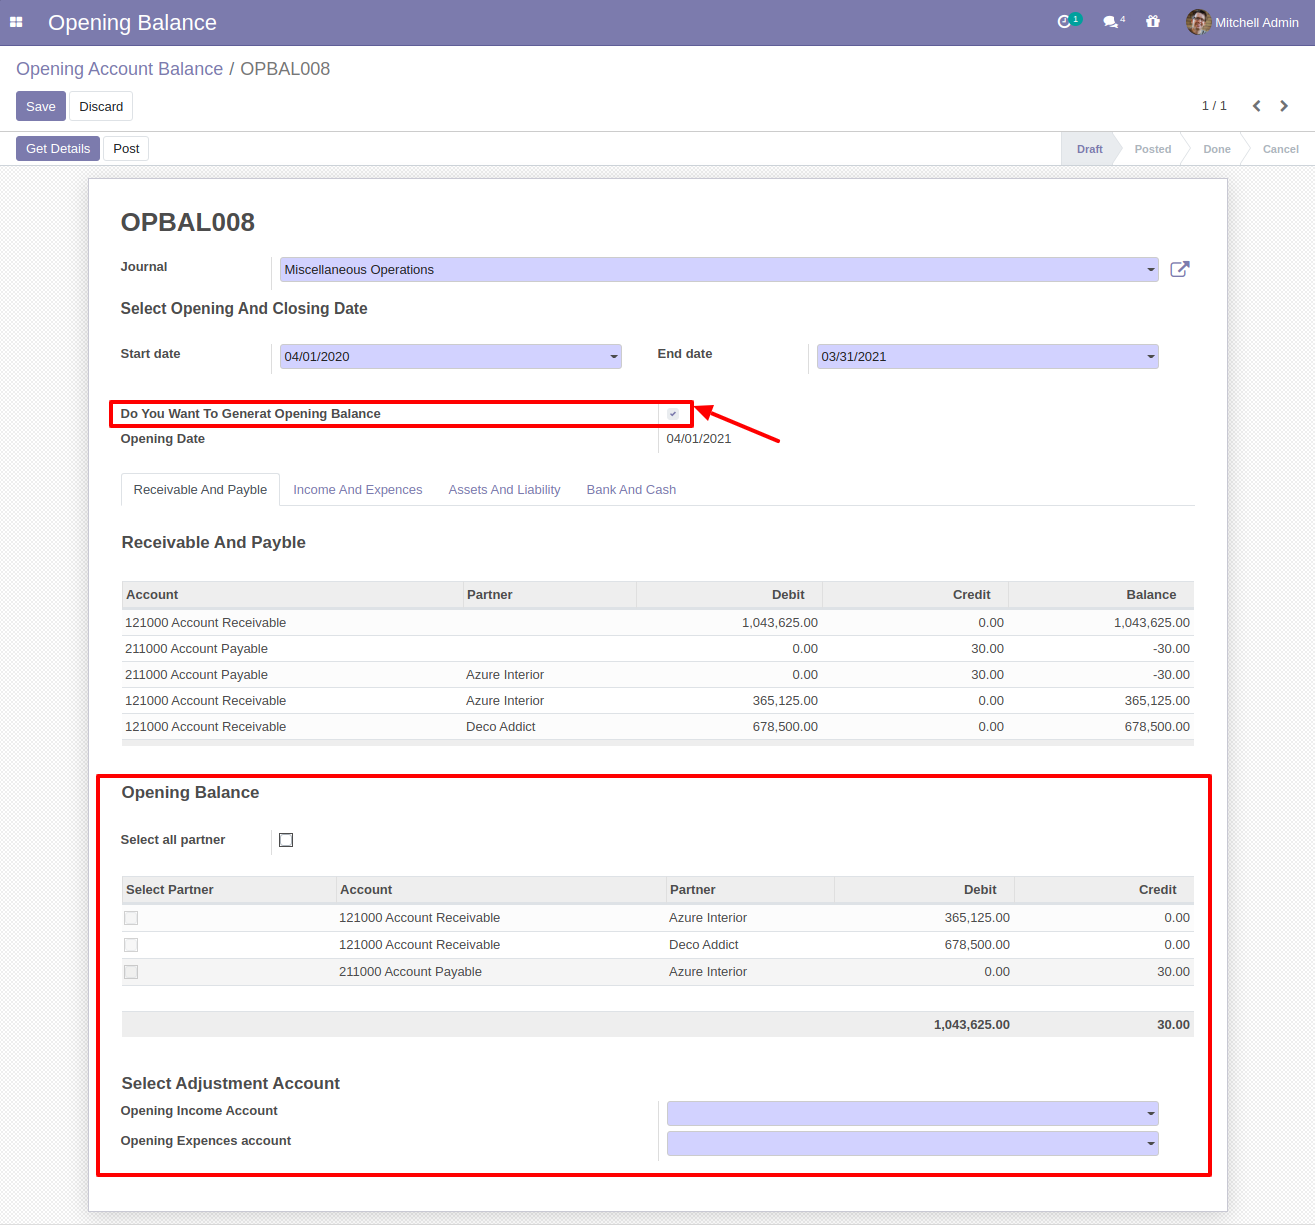 Opening Balance 1 4 Mitchell Admin
Opening Account Balance / OPBAL008
Save Discard 1 / 1
Get Details Post Draft Posted Done Cancel
OPBAL008
Journal Miscellaneous Operations
Select Opening And Closing Date
Start date 04/01/2020 End date 03/31/2021
Do You Want To Generat Opening Balance
Opening Date 04/01/2021
Receivable And Payble Income And Expences Assets And Liability Bank And Cash
Receivable And Payble
Account Partner Debit Credit Balance
121000 Account Receivable 1,043,625.00 0.00 1,043,625.00
211000 Account Payable 0.00 30.00 -30.00
211000 Account Payable Azure Interior 0.00 30.00 -30.00
121000 Account Receivable Azure Interior 365,125.00 0.00 365,125.00
121000 Account Receivable Deco Addict 678,500.00 0.00 678,500.00
Opening Balance
Select all partner
Select Partner Account Partner Debit Credit
121000 Account Receivable Azure Interior 365,125.00 0.00
121000 Account Receivable Deco Addict 678,500.00 0.00
211000 Account Payable Azure Interior 0.00 30.00
1,043,625.00 30.00
Select Adjustment Account
Opening Income Account
Opening Expences account